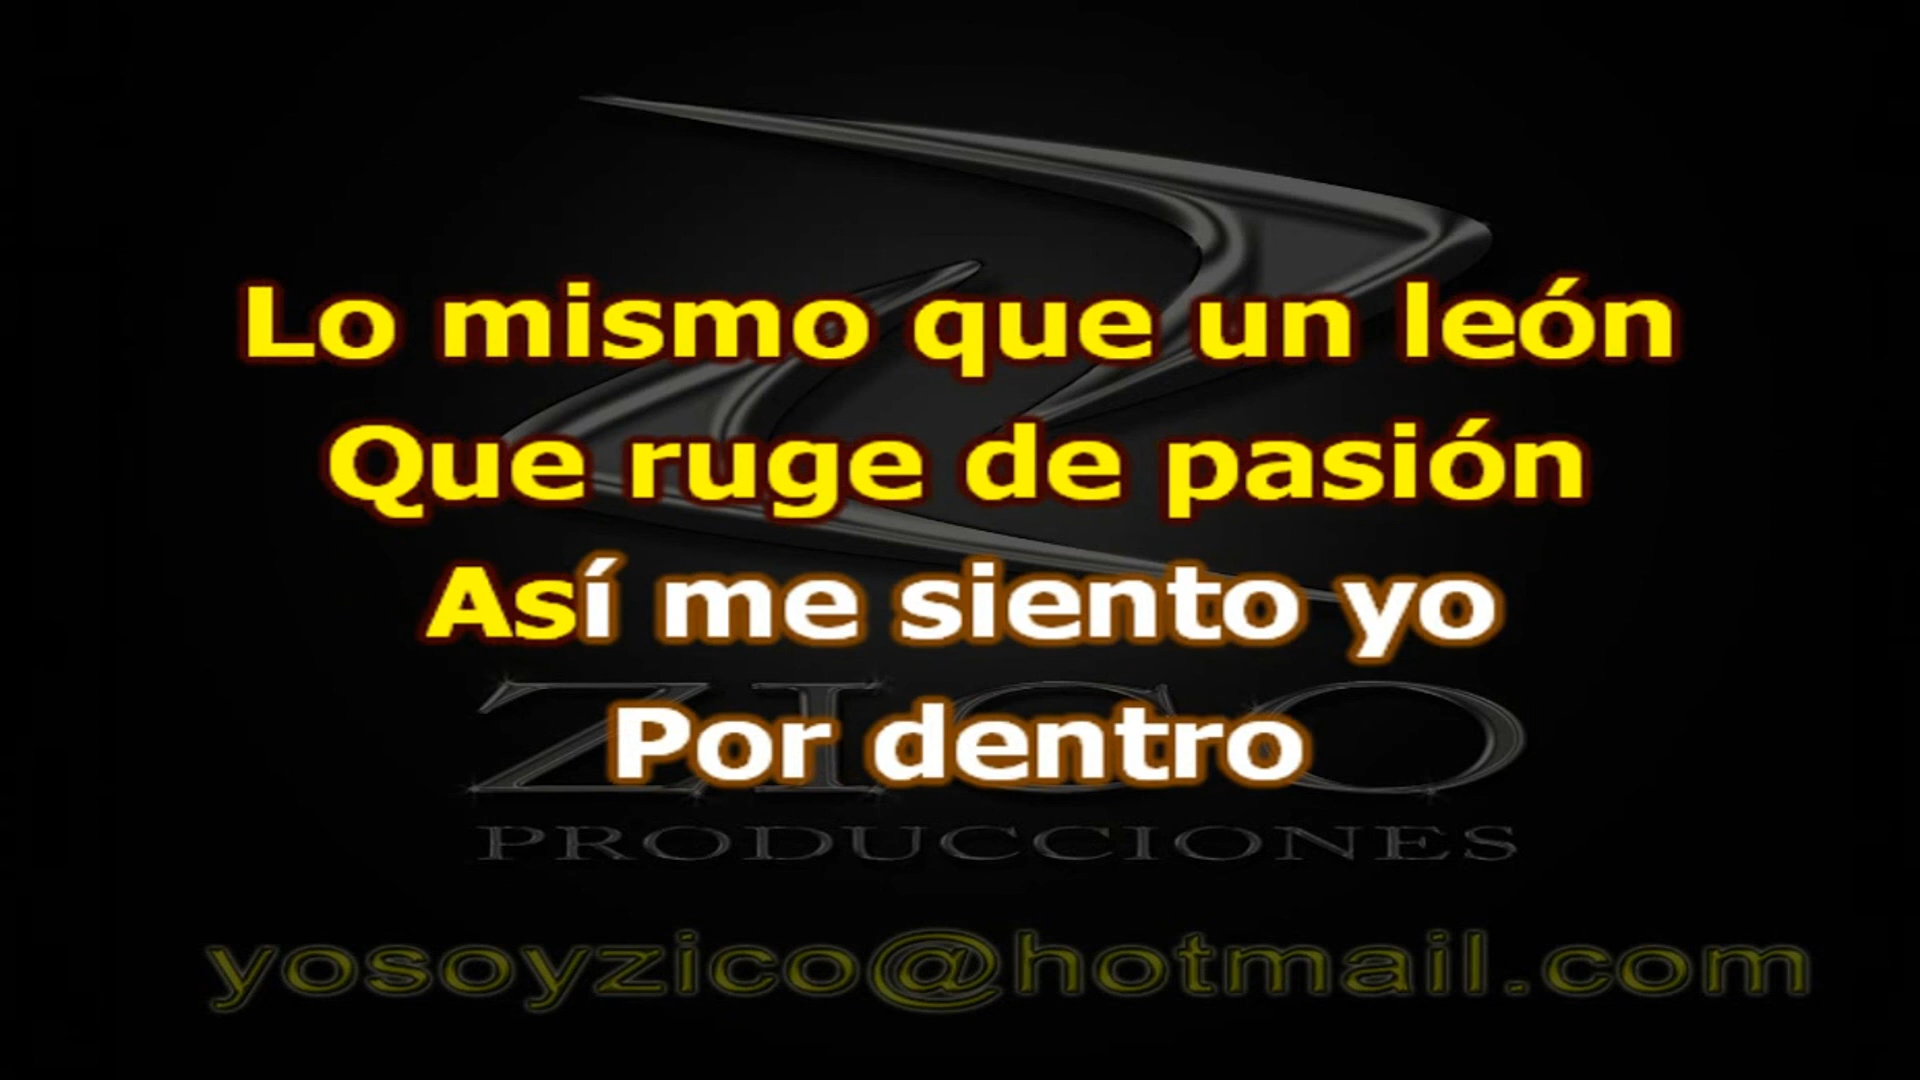 Lo mismo que un león
Que ruge de pasión
Así me siento yo
Por dentro
ZICO
PRODUCCIONES
yosoyzico@hotmail.com